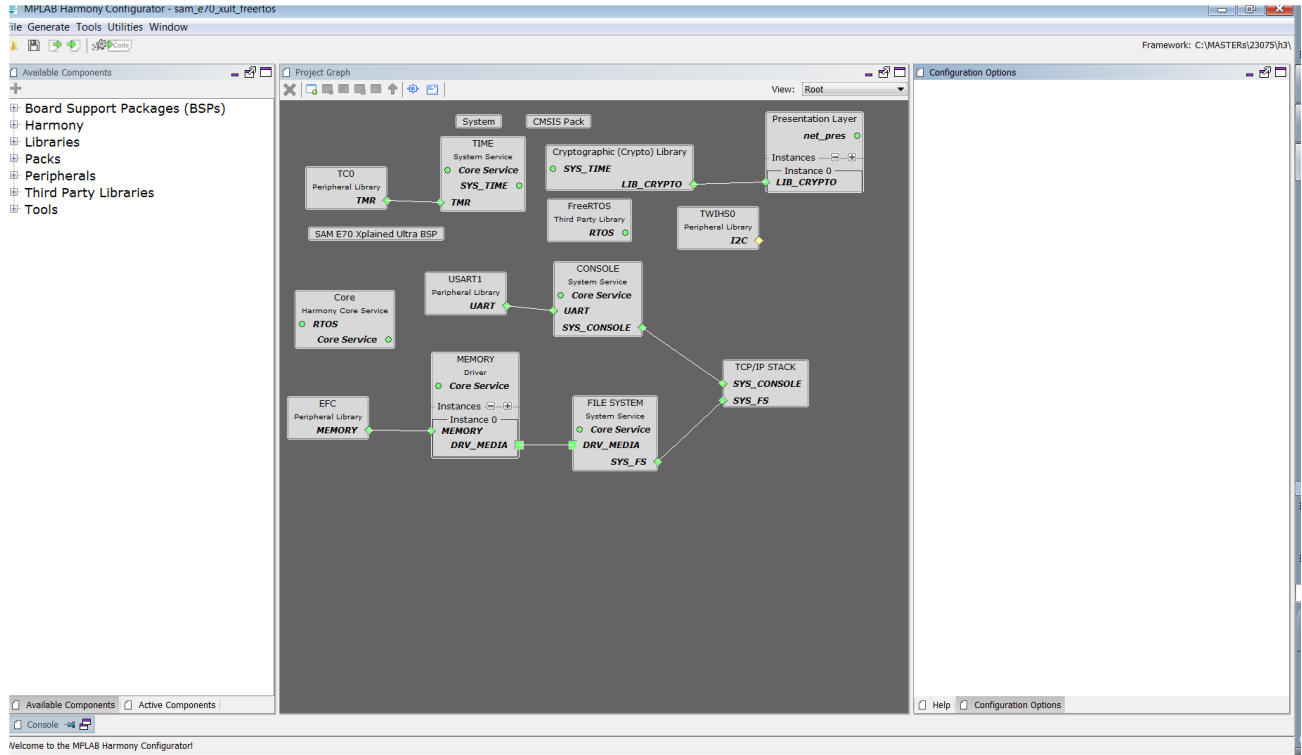 MPLAB Harmony Configurator - sam_e70_xult_freertos
File Generate Tools Utilities Window
Code
Framework: C:\MASTERs\23075\h3\
Available Components
Board Support Packages (BSPs)
Harmony
Libraries
Packs
Peripherals
Third Party Libraries
Tools
Project Graph
View: Root
System
CMSIS Pack
Presentation Layer
net_pres
Instances
Instance 0
LIB_CRYPTO
TIME
System Service
Core Service
SYS_TIME
TMR
Cryptographic (Crypto) Library
SYS_TIME
LIB_CRYPTO
TC0
Peripheral Library
TMR
FreeRTOS
Third Party Library
RTOS
TWIHS0
Peripheral Library
I2C
SAM E70 Xplained Ultra BSP
CONSOLE
System Service
Core Service
UART
SYS_CONSOLE
USART1
Peripheral Library
UART
Core
Harmony Core Service
RTOS
Core Service
MEMORY
Driver
Core Service
Instances
Instance 0
MEMORY
DRV_MEDIA
TCP/IP STACK
SYS_CONSOLE
SYS_FS
EFC
Peripheral Library
MEMORY
FILE SYSTEM
System Service
Core Service
DRV_MEDIA
SYS_FS
Configuration Options
Available Components
Active Components
Help
Configuration Options
Console
Welcome to the MPLAB Harmony Configurator!